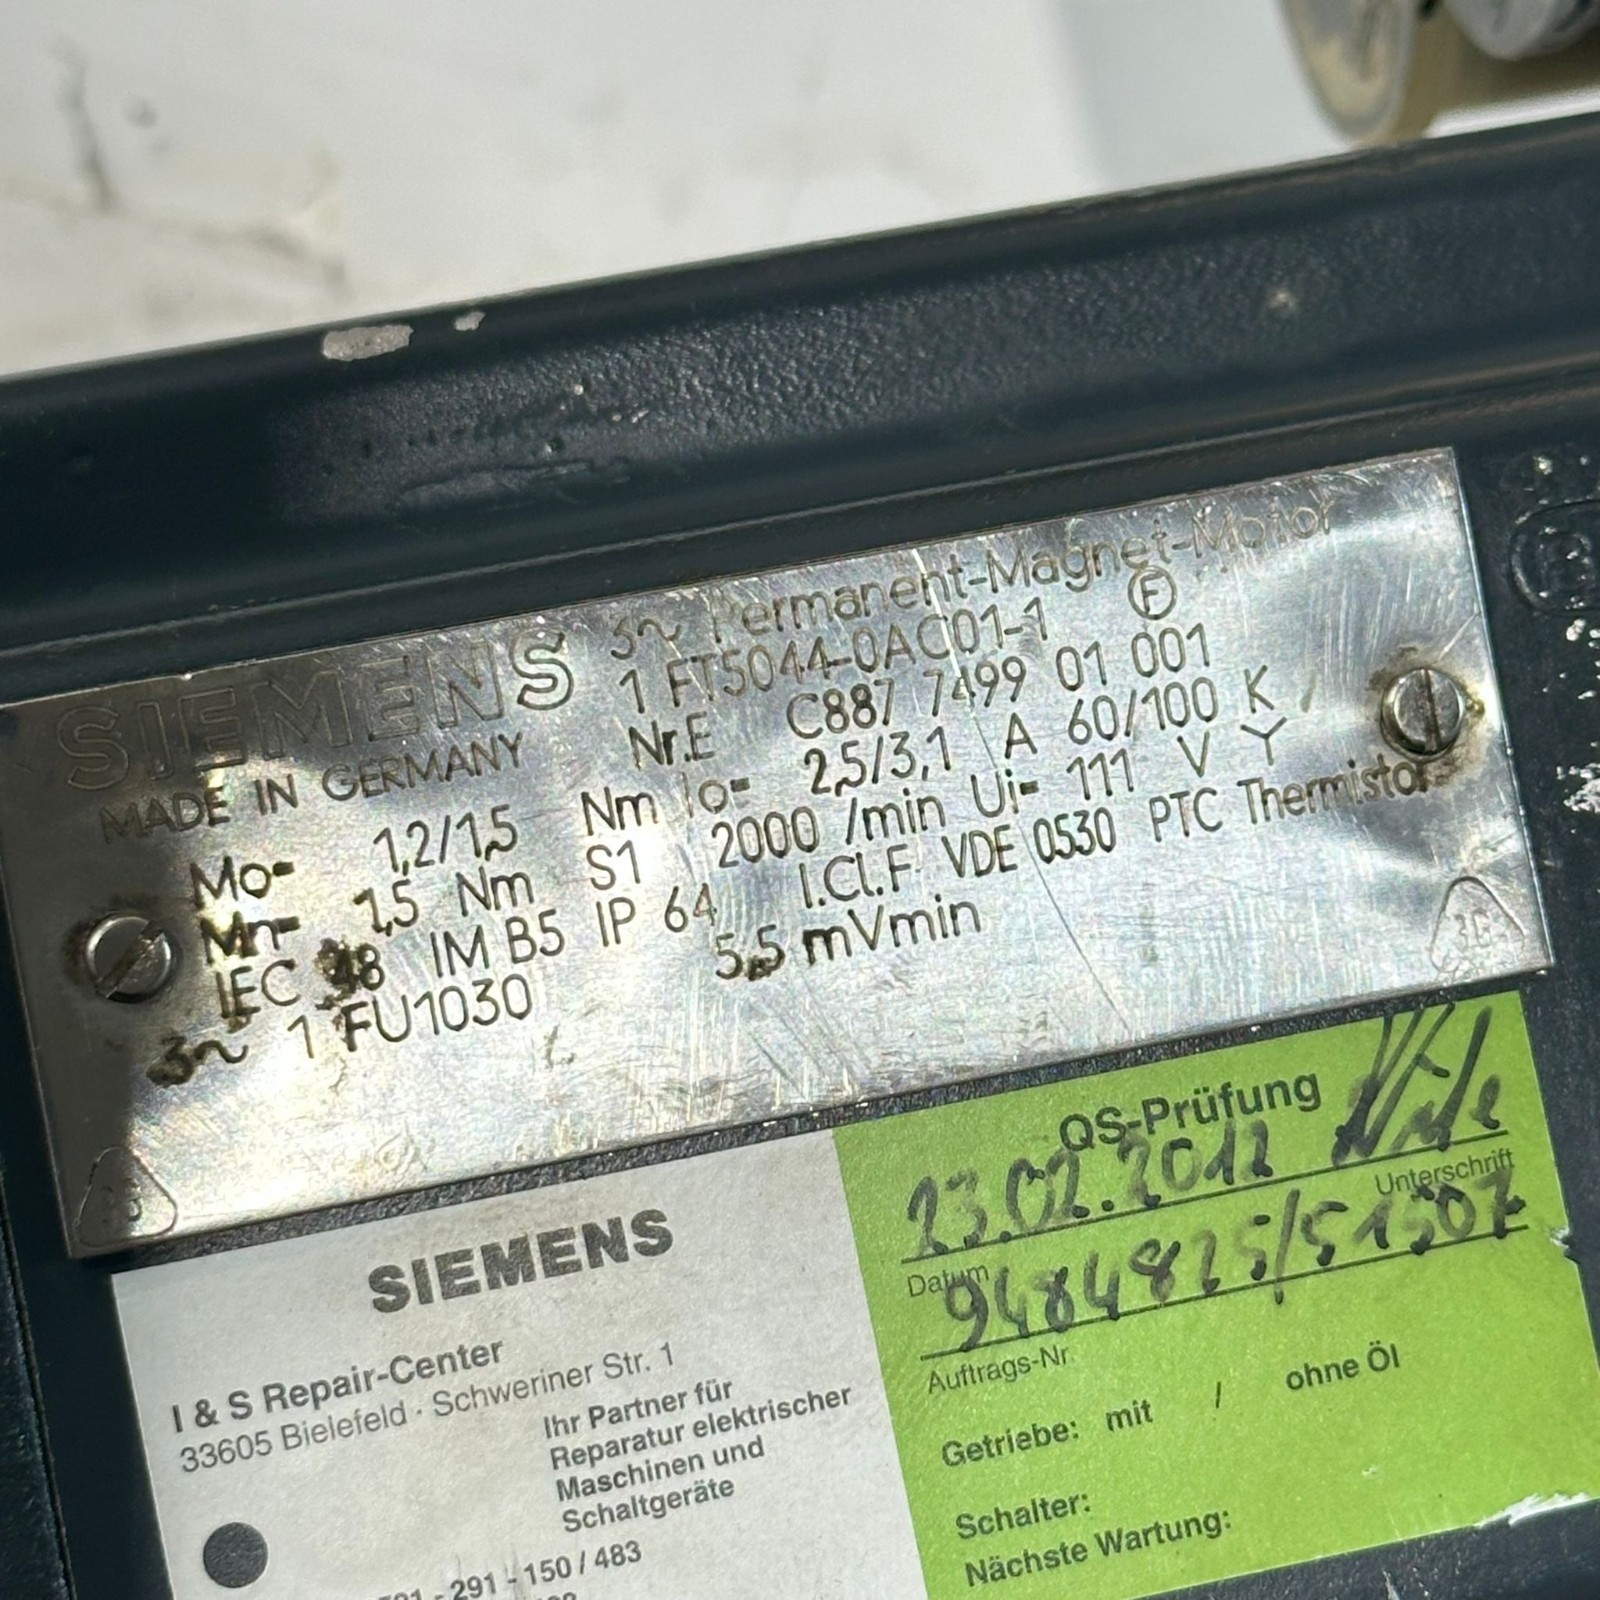 SIEMENS 3~ Permanent-Magnet-Motor
1 FT5044-0AC01-1 F
MADE IN GERMANY Nr.E C887 7499 01 001
Mo= 1,2/1,5 Nm Io= 2,5/3,1 A 60/100 K
Mn= 1,5 Nm S1 2000 /min Ui= 111 V Y
IEC 48 IM B5 IP 64 I.Cl.F VDE 0530 PTC Thermistor
3~ 1 FU1030 5,5 mVmin
SIEMENS
I & S Repair-Center
33605 Bielefeld · Schweriner Str. 1
Ihr Partner für
Reparatur elektrischer
Maschinen und
Schaltgeräte
291 - 150 / 483
QS-Prüfung
23.02.2012
Datum Unterschrift
9484825/51507
Auftrags-Nr.
Getriebe: mit / ohne Öl
Schalter:
Nächste Wartung: